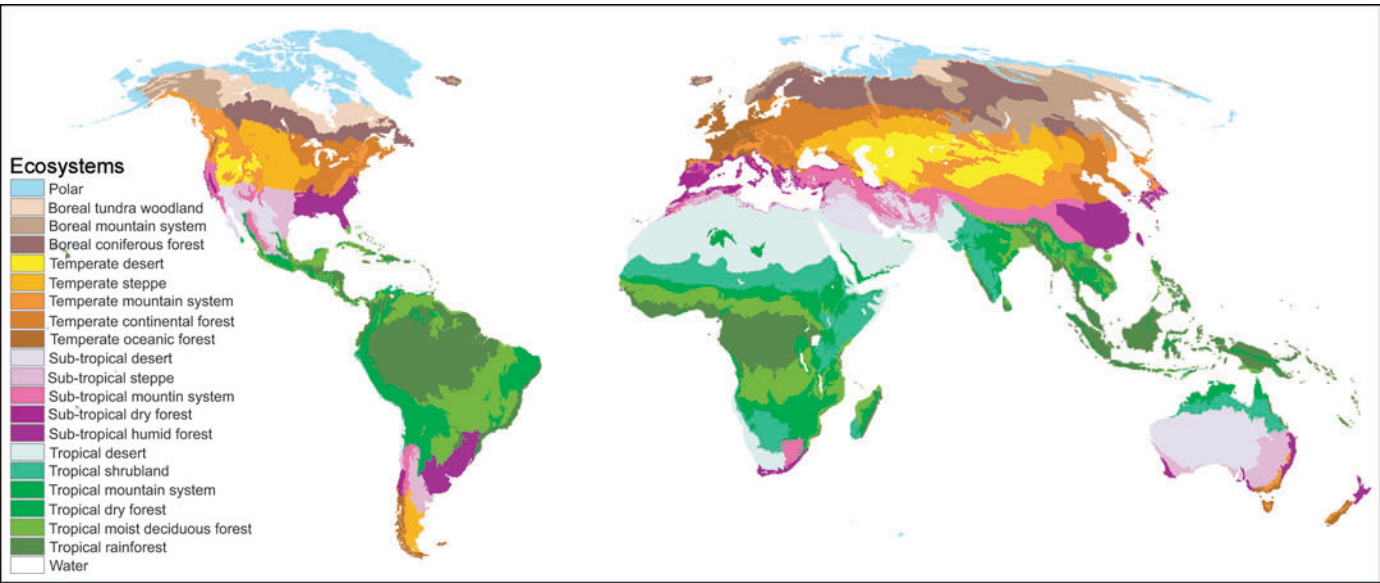 Ecosystems
Polar
Boreal tundra woodland
Boreal mountain system
Boreal coniferous forest
Temperate desert
Temperate steppe
Temperate mountain system
Temperate continental forest
Temperate oceanic forest
Sub-tropical desert
Sub-tropical steppe
Sub-tropical mountin system
Sub-tropical dry forest
Sub-tropical humid forest
Tropical desert
Tropical shrubland
Tropical mountain system
Tropical dry forest
Tropical moist deciduous forest
Tropical rainforest
Water